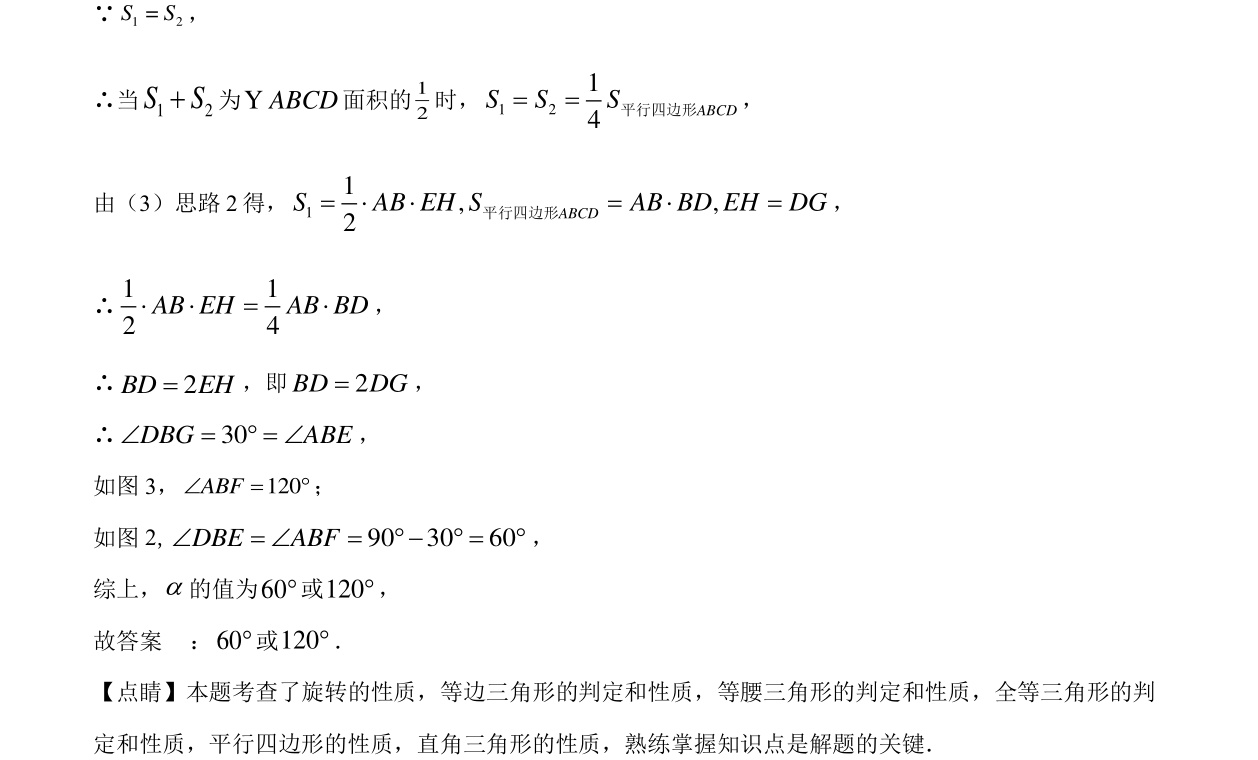 ∵ S₁ = S₂，
∴当 S₁ + S₂ 为 Y ABCD 面积的 1/2 时， S₁ = S₂ = 1/4 S平行四边形ABCD，
由（3）思路 2 得， S₁ = 1/2 · AB · EH, S平行四边形ABCD = AB · BD, EH = DG，
∴ 1/2 · AB · EH = 1/4 AB · BD，
∴ BD = 2EH，即 BD = 2DG，
∴ ∠DBG = 30° = ∠ABE，
如图 3， ∠ABF = 120°；
如图 2, ∠DBE = ∠ABF = 90° − 30° = 60°，
综上， α 的值为 60° 或 120°，
故答案 ： 60° 或 120°．
【点睛】本题考查了旋转的性质，等边三角形的判定和性质，等腰三角形的判定和性质，全等三角形的判
定和性质，平行四边形的性质，直角三角形的性质，熟练掌握知识点是解题的关键．